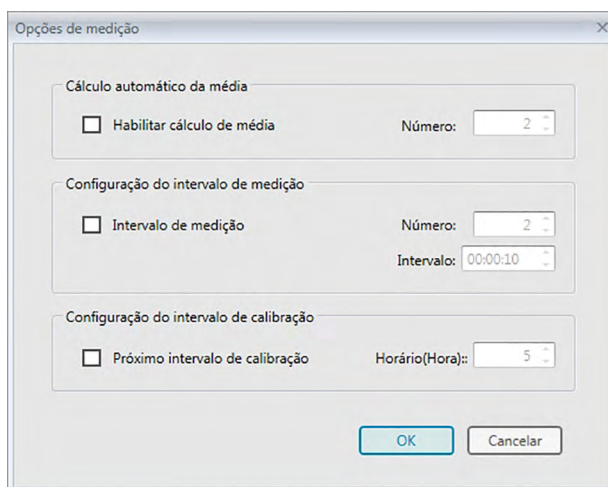 Opções de medição
Cálculo automático da média
Habilitar cálculo de média Número: 2
Configuração do intervalo de medição
Intervalo de medição Número: 2
Intervalo: 00:00:10
Configuração do intervalo de calibração
Próximo intervalo de calibração Horário(Hora):: 5
OK Cancelar